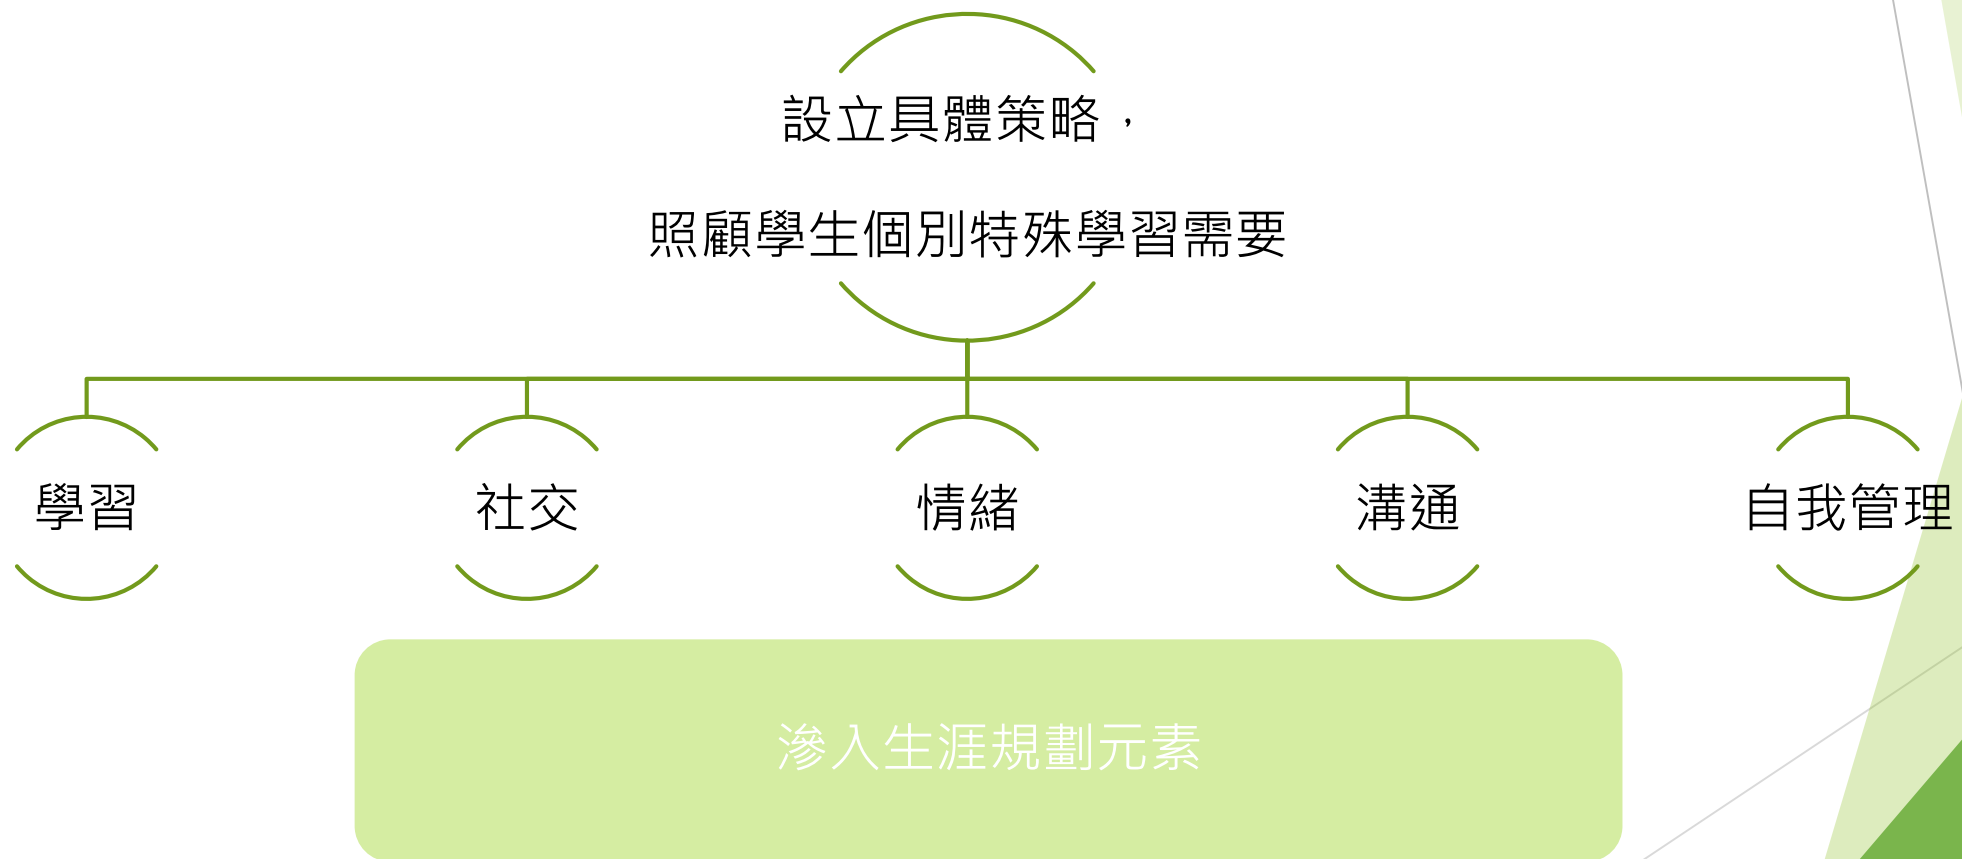 設立具體策略，
照顧學生個別特殊學習需要
學習
社交
情緒
溝通
自我管理
滲入生涯規劃元素